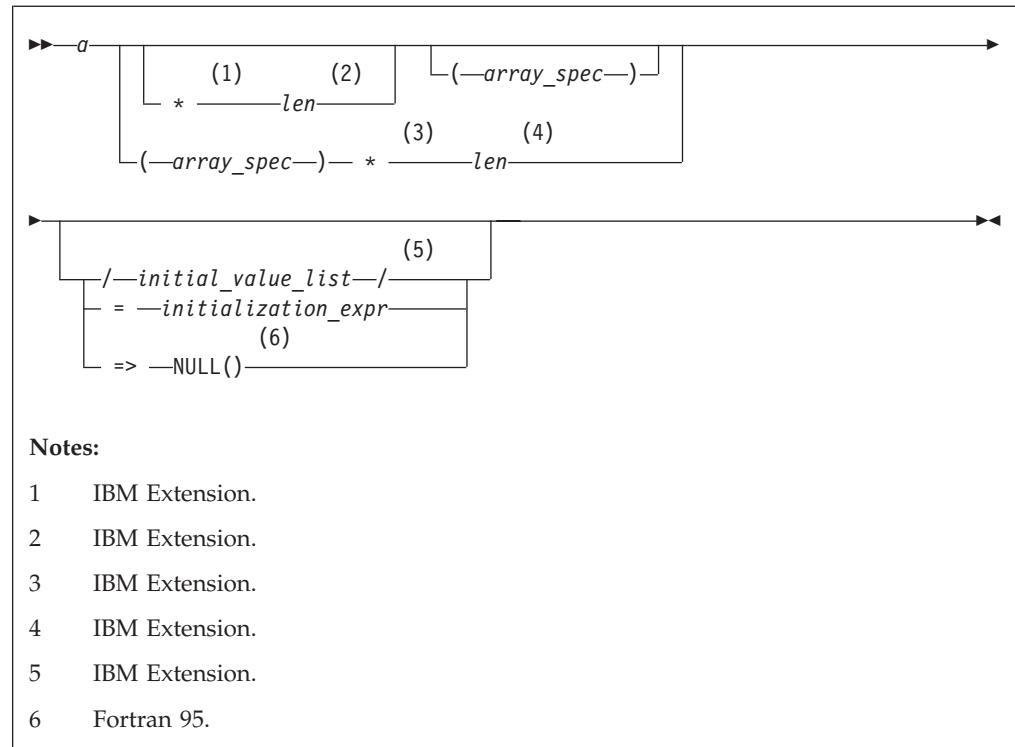 a
(1) (2) ( array_spec )
* len
(3) (4)
( array_spec ) * len
(5)
/ initial_value_list /
= initialization_expr
(6)
=> NULL()
Notes:
1 IBM Extension.
2 IBM Extension.
3 IBM Extension.
4 IBM Extension.
5 IBM Extension.
6 Fortran 95.